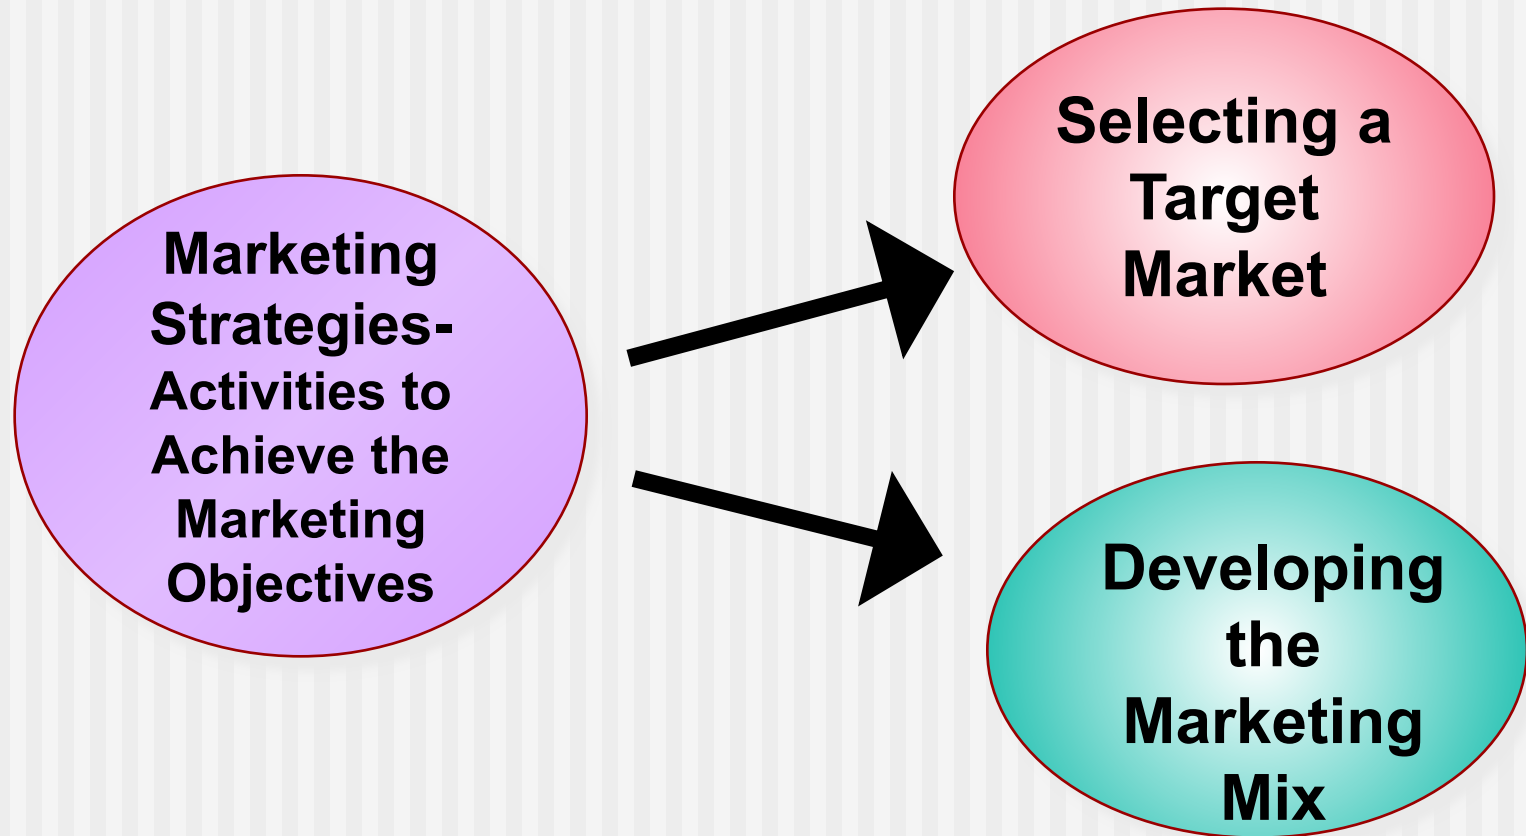 Marketing
Strategies-
Activities to
Achieve the
Marketing
Objectives
Selecting a
Target
Market
Developing
the
Marketing
Mix